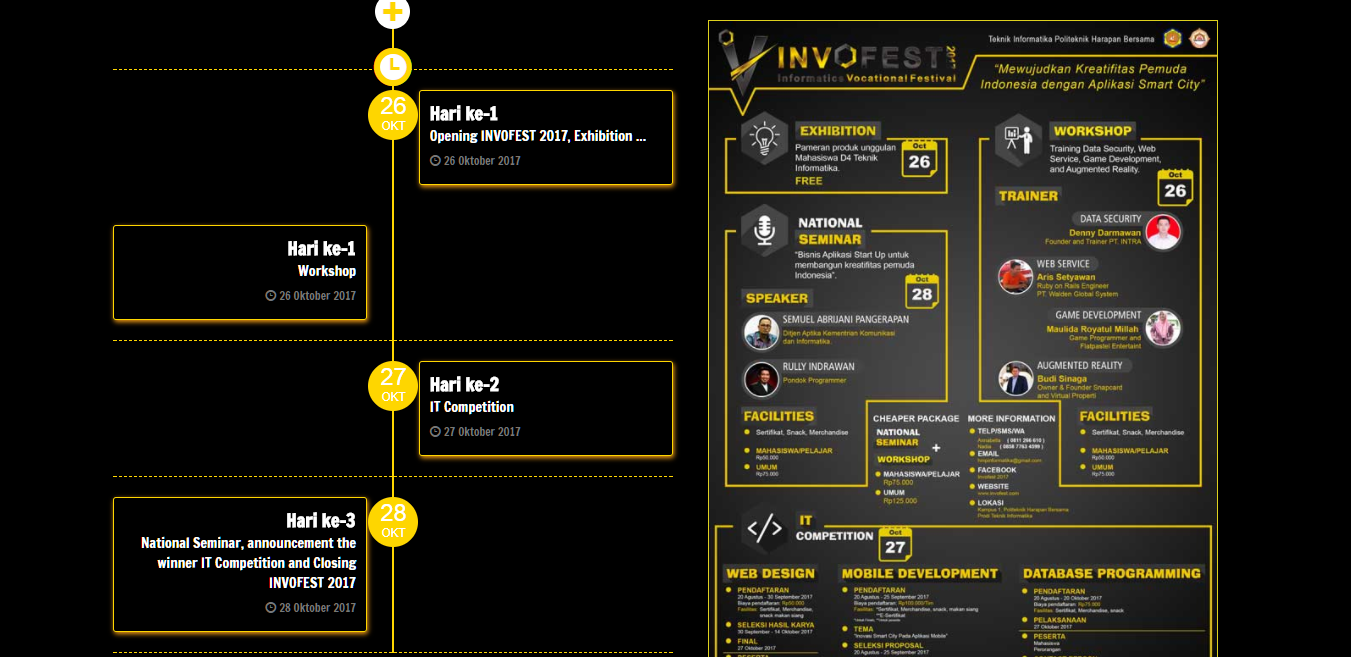 26
OKT
Hari ke-1
Opening INVOFEST 2017, Exhibition ...
26 Oktober 2017
Hari ke-1
Workshop
26 Oktober 2017
27
OKT
Hari ke-2
IT Competition
27 Oktober 2017
28
OKT
Hari ke-3
National Seminar, announcement the
winner IT Competition and Closing
INVOFEST 2017
28 Oktober 2017
Teknik Informatika Politeknik Harapan Bersama
INVOFEST 2017
Informatics Vocational Festival
"Mewujudkan Kreatifitas Pemuda
Indonesia dengan Aplikasi Smart City"
EXHIBITION
Pameran produk unggulan
Mahasiswa D4 Teknik
Informatika.
FREE
Oct
26
NATIONAL
SEMINAR
"Bisnis Aplikasi Start Up untuk
membangun kreatifitas pemuda
Indonesia".
Oct
28
SPEAKER
SEMUEL ABRIJANI PANGERAPAN
Ditjen Aptika Kementrian Komunikasi
dan Informatika
RULLY INDRAWAN
Pondok Programmer
FACILITIES
Sertifikat, Snack, Merchandise
MAHASISWA/PELAJAR
Rp50.000
UMUM
Rp75.000
WORKSHOP
Training Data Security, Web
Service, Game Development,
and Augmented Reality.
Oct
26
TRAINER
DATA SECURITY
Denny Darmawan
Founder and Trainer PT. INTRA
WEB SERVICE
Aris Setyawan
Ruby on Rails Engineer
PT. Walden Global System
GAME DEVELOPMENT
Maulida Royatul Millah
Game Programmer and
Flatpastel Entertaint
AUGMENTED REALITY
Budi Sinaga
Owner & Founder Snapcard
and Virtual Properti
FACILITIES
Sertifikat, Snack, Merchandise
MAHASISWA/PELAJAR
Rp50.000
UMUM
Rp75.000
CHEAPER PACKAGE
NATIONAL
SEMINAR
+
WORKSHOP
MAHASISWA/PELAJAR
Rp75.000
UMUM
Rp125.000
MORE INFORMATION
TELP/SMS/WA
EMAIL
FACEBOOK
Invofest 2017
WEBSITE
www.invofest.com
LOKASI
Kampus 1, Politeknik Harapan Bersama
Prodi Teknik Informatika
</>
IT
COMPETITION
Oct
27
WEB DESIGN
PENDAFTARAN
20 Agustus - 30 September 2017
Biaya pendaftaran: Rp50.000
Fasilitas: Sertifikat, Merchandise,
snack makan siang
SELEKSI HASIL KARYA
30 September - 14 Oktober 2017
FINAL
27 Oktober 2017
MOBILE DEVELOPMENT
PENDAFTARAN
20 Agustus - 25 September 2017
Biaya pendaftaran: Rp100.000/Tim
Fasilitas: *Sertifikat, Merchandise, snack, makan siang
**E-Sertifikat
TEMA
"Inovasi Smart City Pada Aplikasi Mobile"
SELEKSI PROPOSAL
20 Agustus - 25 September 2017
DATABASE PROGRAMMING
PENDAFTARAN
20 Agustus - 20 Oktober 2017
Biaya pendaftaran: Rp75.000
Fasilitas: Sertifikat, Merchandise, snack
PELAKSANAAN
27 Oktober 2017
PESERTA
Mahasiswa
Perorangan